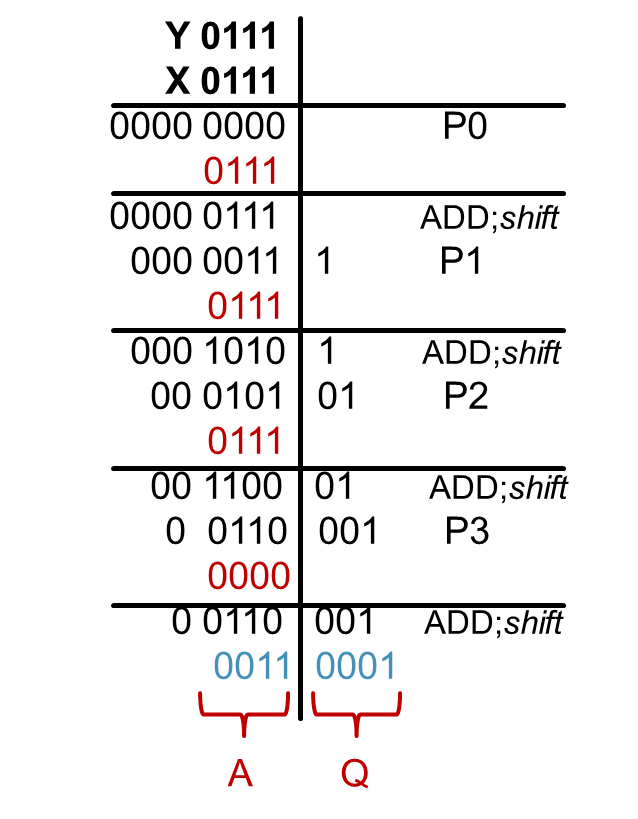 Y 0111
X 0111
0000 0000 P0
0111
0000 0111 ADD;shift
000 0011 1 P1
0111
000 1010 1 ADD;shift
00 0101 01 P2
0111
00 1100 01 ADD;shift
0 0110 001 P3
0000
0 0110 001 ADD;shift
0011 0001
A Q